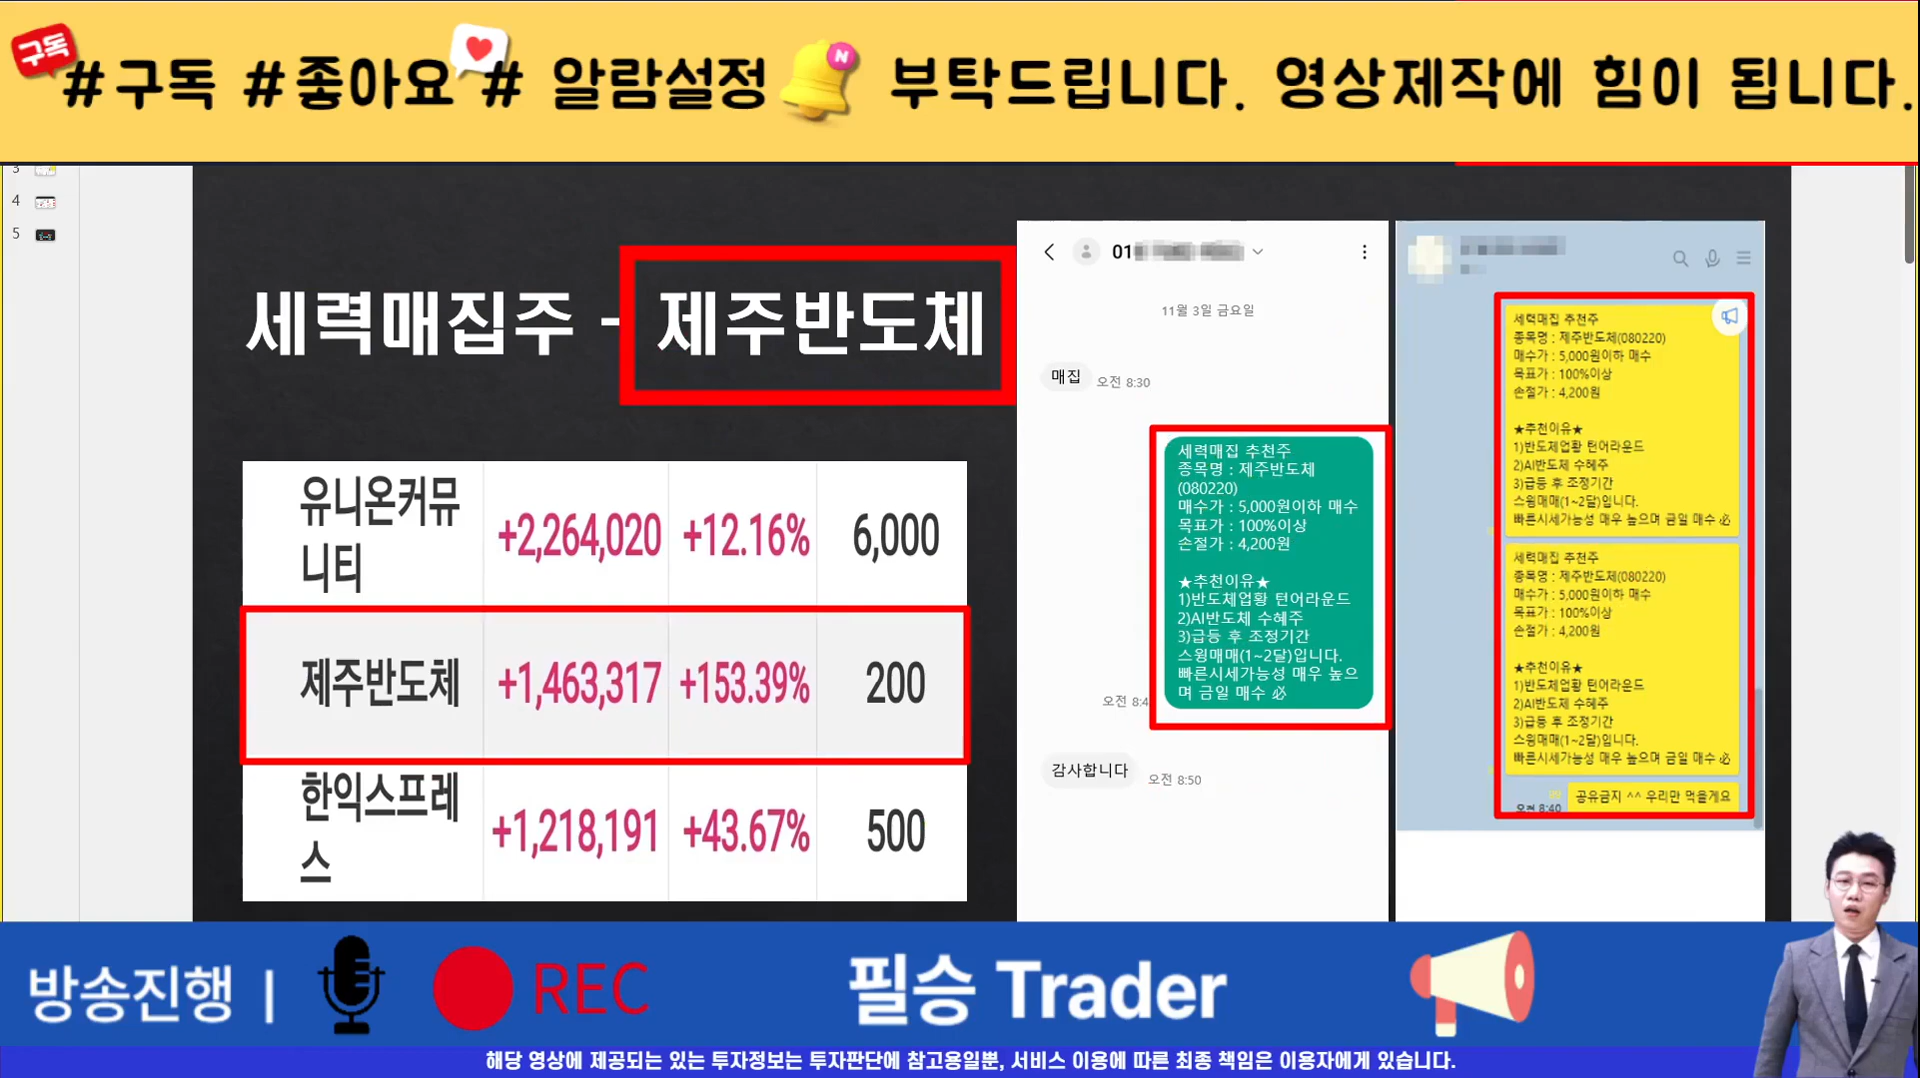 구독
#구독 #좋아요 # 알람설정 N 부탁드립니다. 영상제작에 힘이 됩니다.
3
4
5
세력매집주 - 제주반도체
유니온커뮤니티 +2,264,020 +12.16% 6,000
제주반도체 +1,463,317 +153.39% 200
한익스프레스 +1,218,191 +43.67% 500
01
11월 3일 금요일
매집 오전 8:30
세력매집 추천주
종목명 : 제주반도체
(080220)
매수가 : 5,000원이하 매수
목표가 : 100%이상
손절가 : 4,200원
★추천이유★
1)반도체업황 턴어라운드
2)AI반도체 수혜주
3)급등 후 조정기간
스윙매매(1~2달)입니다.
빠른시세가능성 매우 높으
며 금일 매수 必
오전 8:4
감사합니다 오전 8:50
세력매집 추천주
종목명 : 제주반도체(080220)
매수가 : 5,000원이하 매수
목표가 : 100%이상
손절가 : 4,200원
★추천이유★
1)반도체업황 턴어라운드
2)AI반도체 수혜주
3)급등 후 조정기간
스윙매매(1~2달)입니다.
빠른시세가능성 매우 높으며 금일 매수 必
세력매집 추천주
종목명 : 제주반도체(080220)
매수가 : 5,000원이하 매수
목표가 : 100%이상
손절가 : 4,200원
★추천이유★
1)반도체업황 턴어라운드
2)AI반도체 수혜주
3)급등 후 조정기간
스윙매매(1~2달)입니다.
빠른시세가능성 매우 높으며 금일 매수 必
오전 8:40 공유금지 ^^ 우리만 먹을게요
방송진행 | REC 필승 Trader
해당 영상에 제공되는 있는 투자정보는 투자판단에 참고용일뿐, 서비스 이용에 따른 최종 책임은 이용자에게 있습니다.